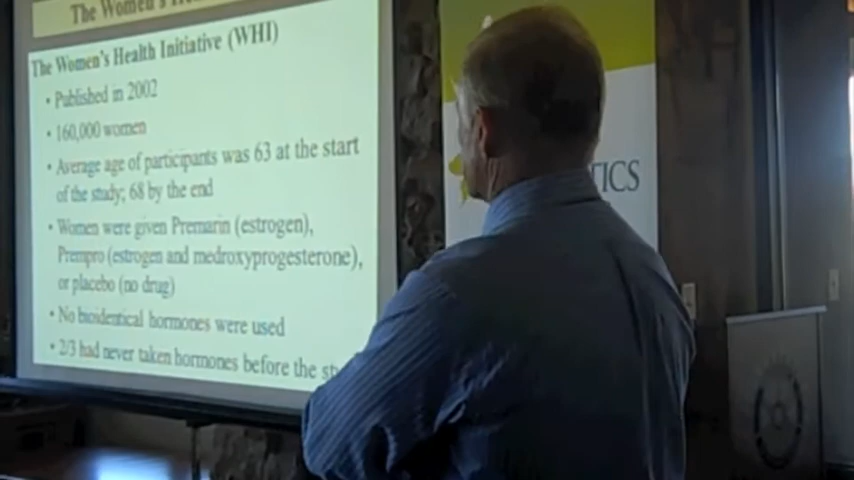 The Women's
The Women's Health Initiative (WHI)
• Published in 2002
• 160,000 women
• Average age of participants was 63 at the start
of the study; 68 by the end
• Women were given Premarin (estrogen),
Prempro (estrogen and medroxyprogesterone),
or placebo (no drug)
• No bioidentical hormones were used
• 2/3 had never taken hormones before the
TICS